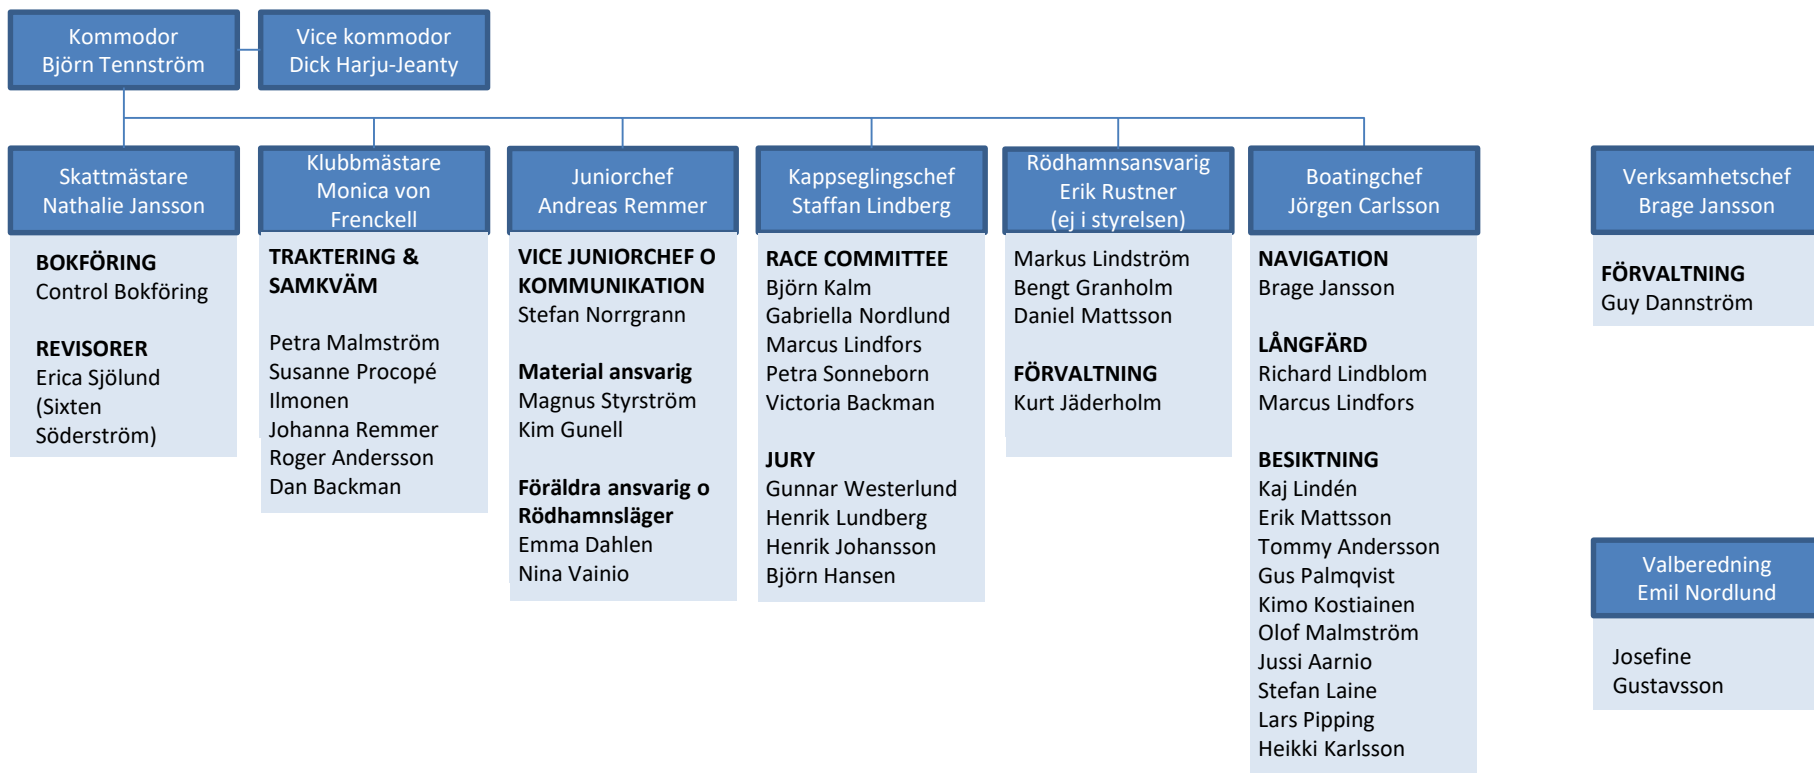 Kommodor
Björn Tennström
Vice kommodor
Dick Harju-Jeanty
Skattmästare
Nathalie Jansson
BOKFÖRING
Control Bokföring
REVISORER
Erica Sjölund
(Sixten
Söderström)
Klubbmästare
Monica von
Frenckell
TRAKTERING &
SAMKVÄM
Petra Malmström
Susanne Procopé
Ilmonen
Johanna Remmer
Roger Andersson
Dan Backman
Juniorchef
Andreas Remmer
VICE JUNIORCHEF O
KOMMUNIKATION
Stefan Norrgrann
Material ansvarig
Magnus Styrström
Kim Gunell
Föräldra ansvarig o
Rödhamnsläger
Emma Dahlen
Nina Vainio
Kappseglingschef
Staffan Lindberg
RACE COMMITTEE
Björn Kalm
Gabriella Nordlund
Marcus Lindfors
Petra Sonneborn
Victoria Backman
JURY
Gunnar Westerlund
Henrik Lundberg
Henrik Johansson
Björn Hansen
Rödhamnsansvarig
Erik Rustner
(ej i styrelsen)
Markus Lindström
Bengt Granholm
Daniel Mattsson
FÖRVALTNING
Kurt Jäderholm
Boatingchef
Jörgen Carlsson
NAVIGATION
Brage Jansson
LÅNGFÄRD
Richard Lindblom
Marcus Lindfors
BESIKTNING
Kaj Lindén
Erik Mattsson
Tommy Andersson
Gus Palmqvist
Kimo Kostiainen
Olof Malmström
Jussi Aarnio
Stefan Laine
Lars Pipping
Heikki Karlsson
Verksamhetschef
Brage Jansson
FÖRVALTNING
Guy Dannström
Valberedning
Emil Nordlund
Josefine
Gustavsson